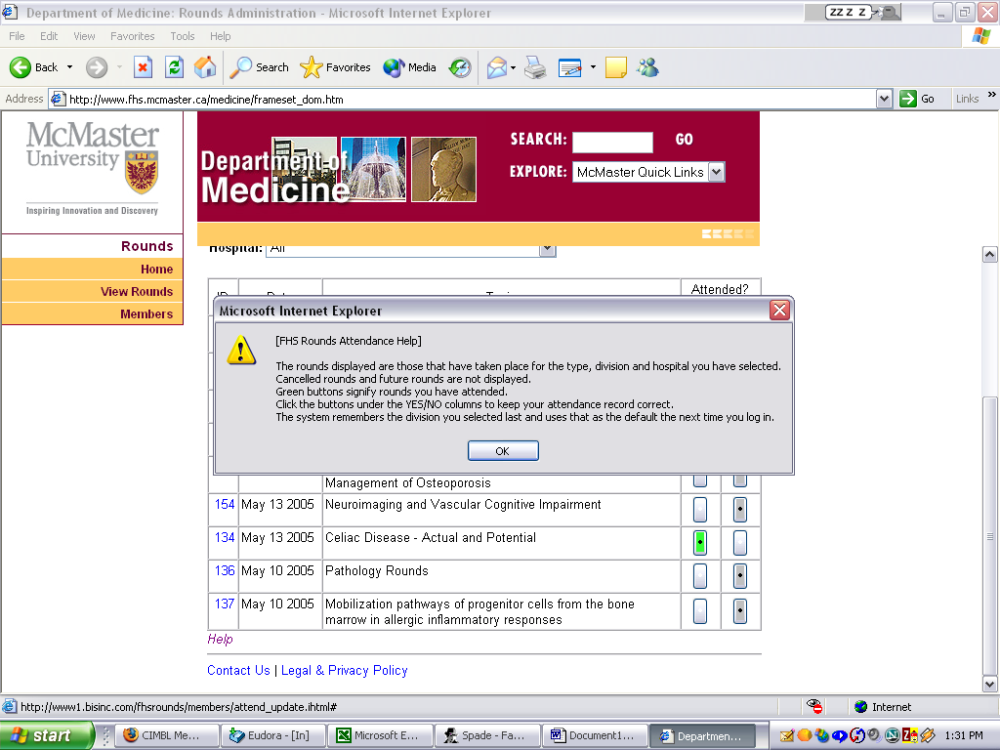 Department of Medicine: Rounds Administration - Microsoft Internet Explorer
ZZ Z Z
File Edit View Favorites Tools Help
Back Search Favorites Media
Address http://www.fhs.mcmaster.ca/medicine/frameset_dom.htm Go Links »
McMaster
University
Inspiring Innovation and Discovery
Department of
Medicine
SEARCH: GO
EXPLORE: McMaster Quick Links
Rounds
Home
View Rounds
Members
Hospital: All
Attended?
Microsoft Internet Explorer
[FHS Rounds Attendance Help]
The rounds displayed are those that have taken place for the type, division and hospital you have selected.
Cancelled rounds and future rounds are not displayed.
Green buttons signify rounds you have attended.
Click the buttons under the YES/NO columns to keep your attendance record correct.
The system remembers the division you selected last and uses that as the default the next time you log in.
OK
Management of Osteoporosis
154 May 13 2005 Neuroimaging and Vascular Cognitive Impairment
134 May 13 2005 Celiac Disease - Actual and Potential
136 May 10 2005 Pathology Rounds
137 May 10 2005 Mobilization pathways of progenitor cells from the bone
marrow in allergic inflammatory responses
Help
Contact Us | Legal & Privacy Policy
http://www1.bisinc.com/fhsrounds/members/attend_update.ihtml# Internet
start CIMBL Me... Eudora - [In] Microsoft E... Spade - Fa... Document1... Departmen... 1:31 PM